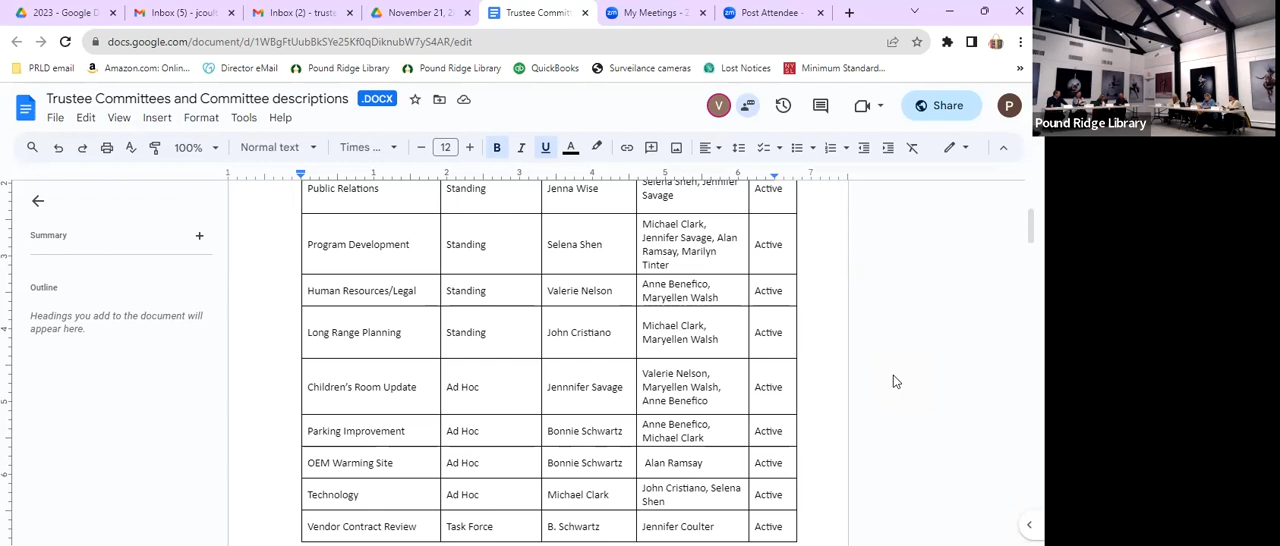 2023 - Google D
Inbox (5) - jcoult
Inbox (2) - truste
November 21, 2
Trustee Commit
My Meetings - Z
Post Attendee -
docs.google.com/document/d/1WBgFtUubBkSYe25Kf0qDiknubW7yS4AR/edit
PRLD email
Amazon.com: Onlin...
Director eMail
Pound Ridge Library
Pound Ridge Library
QuickBooks
Surveilance cameras
Lost Notices
Minimum Standard...
»
Trustee Committees and Committee descriptions
.DOCX
File Edit View Insert Format Tools Help
Share
V
P
100%
Normal text
Times ...
12
B I U A
1 1 2 3 4 5 6 7
Summary
Outline
Headings you add to the document will
appear here.
Public Relations Standing Jenna Wise Selena Shen, Jennifer
Savage Active
Program Development Standing Selena Shen Michael Clark,
Jennifer Savage, Alan
Ramsay, Marilyn
Tinter Active
Human Resources/Legal Standing Valerie Nelson Anne Benefico,
Maryellen Walsh Active
Long Range Planning Standing John Cristiano Michael Clark,
Maryellen Walsh Active
Children's Room Update Ad Hoc Jennnifer Savage Valerie Nelson,
Maryellen Walsh,
Anne Benefico Active
Parking Improvement Ad Hoc Bonnie Schwartz Anne Benefico,
Michael Clark Active
OEM Warming Site Ad Hoc Bonnie Schwartz Alan Ramsay Active
Technology Ad Hoc Michael Clark John Cristiano, Selena
Shen Active
Vendor Contract Review Task Force B. Schwartz Jennifer Coulter Active
Pound Ridge Library